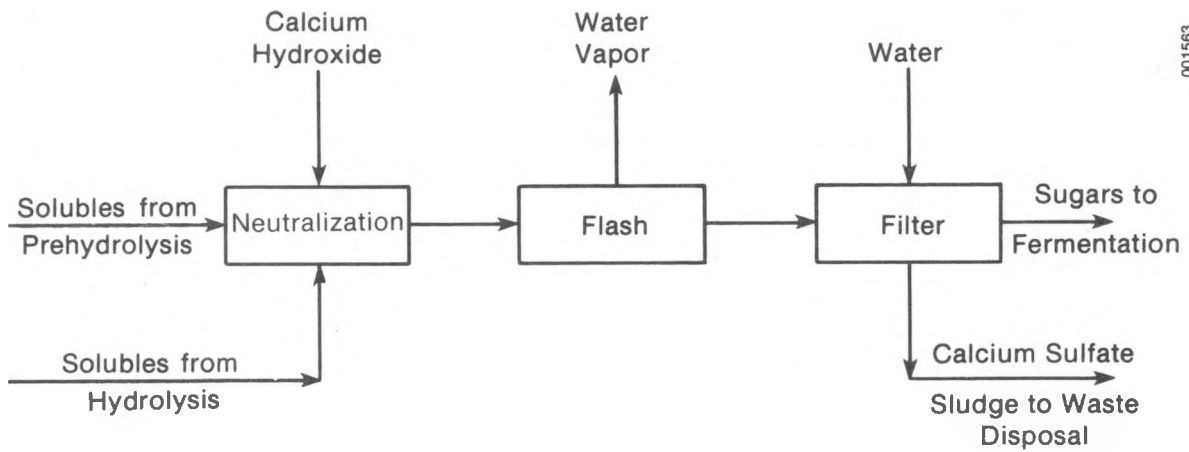 Calcium
Hydroxide
Water
Vapor
Water
001563
Solubles from
Prehydrolysis
Neutralization
Flash
Filter
Sugars to
Fermentation
Solubles from
Hydrolysis
Calcium Sulfate
Sludge to Waste
Disposal